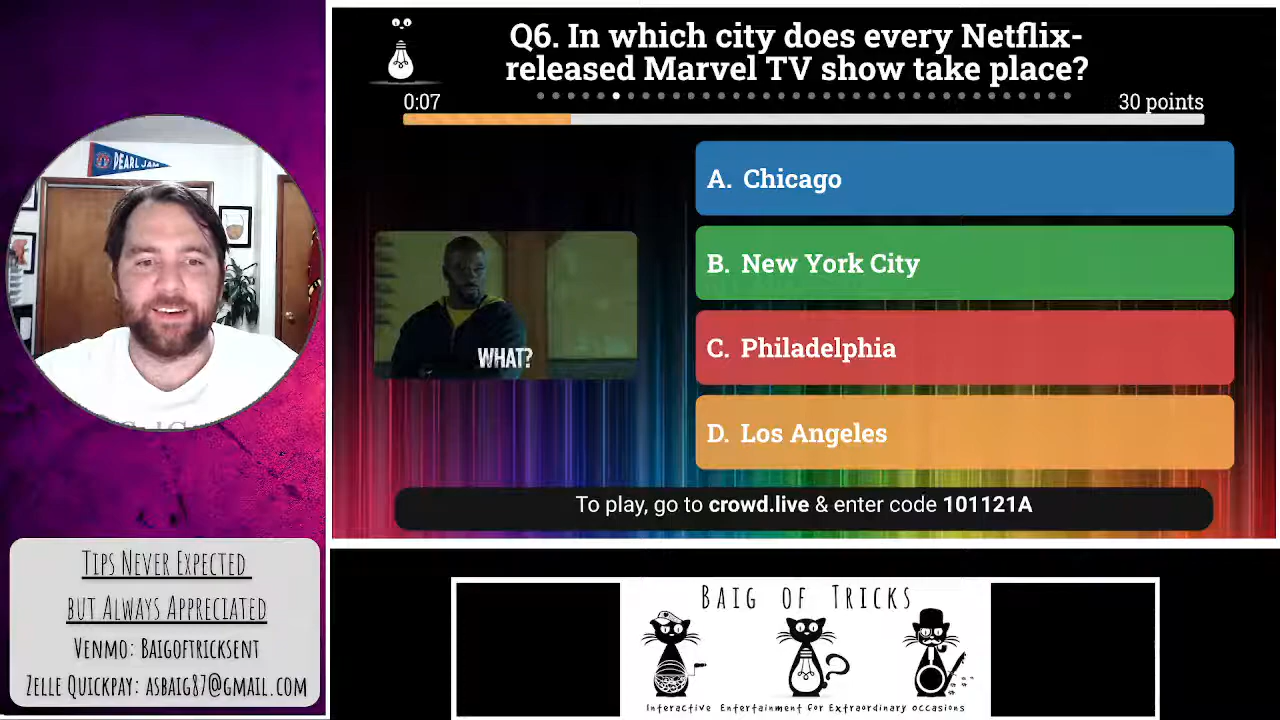 PEARL JAM
Q6. In which city does every Netflix-
released Marvel TV show take place?
0:07
30 points
A. Chicago
B. New York City
C. Philadelphia
D. Los Angeles
WHAT?
To play, go to crowd.live & enter code 101121A
Tips Never Expected
but Always Appreciated
Venmo: Baigoftricksent
Zelle Quickpay: asbaig87@gmail.com
Baig of Tricks
Interactive Entertainment for Extraordinary Occasions